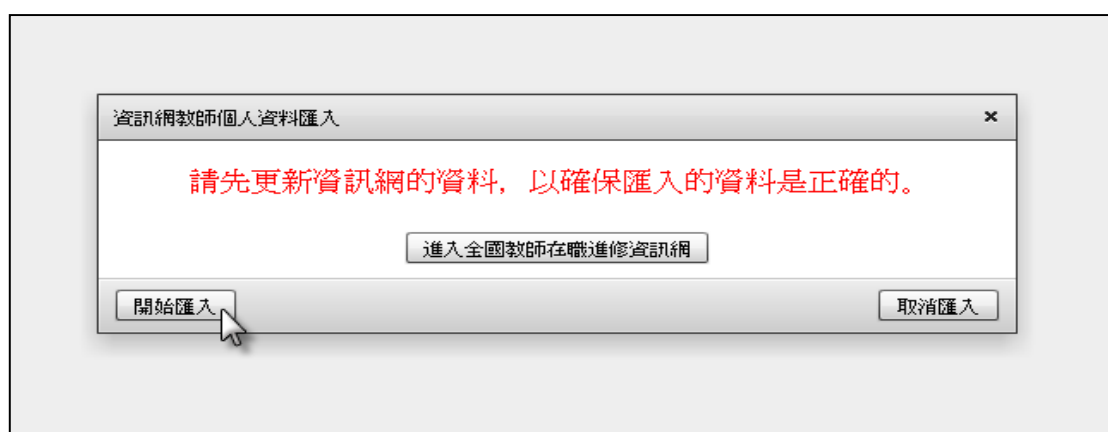 資訊網教師個人資料匯入
請先更新資訊網的資料，以確保匯入的資料是正確的。
進入全國教師在職進修資訊網
開始匯入 取消匯入